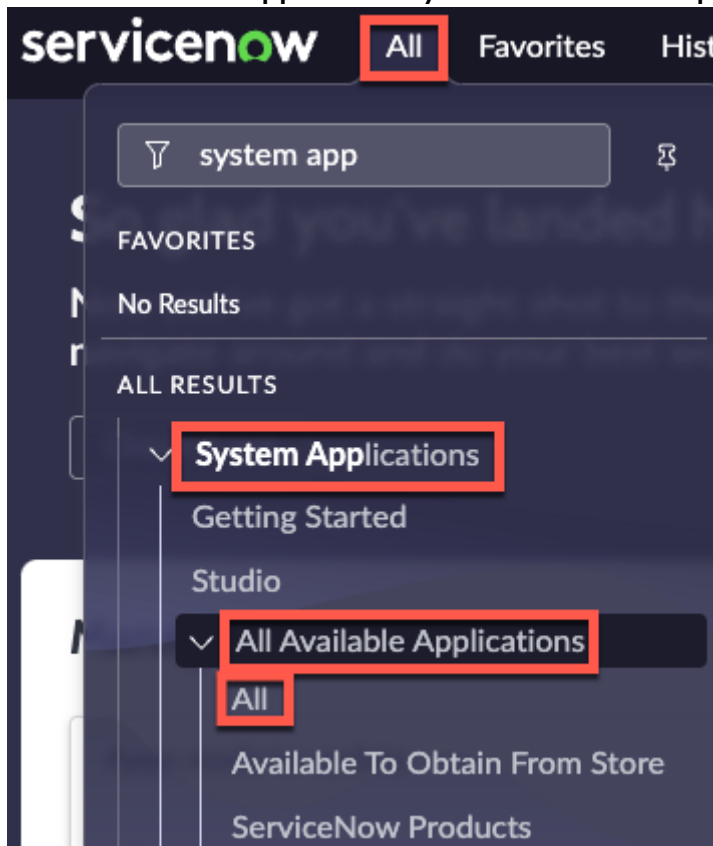 servicenow All Favorites Hist
system app
FAVORITES
No Results
ALL RESULTS
System Applications
Getting Started
Studio
All Available Applications
All
Available To Obtain From Store
ServiceNow Products